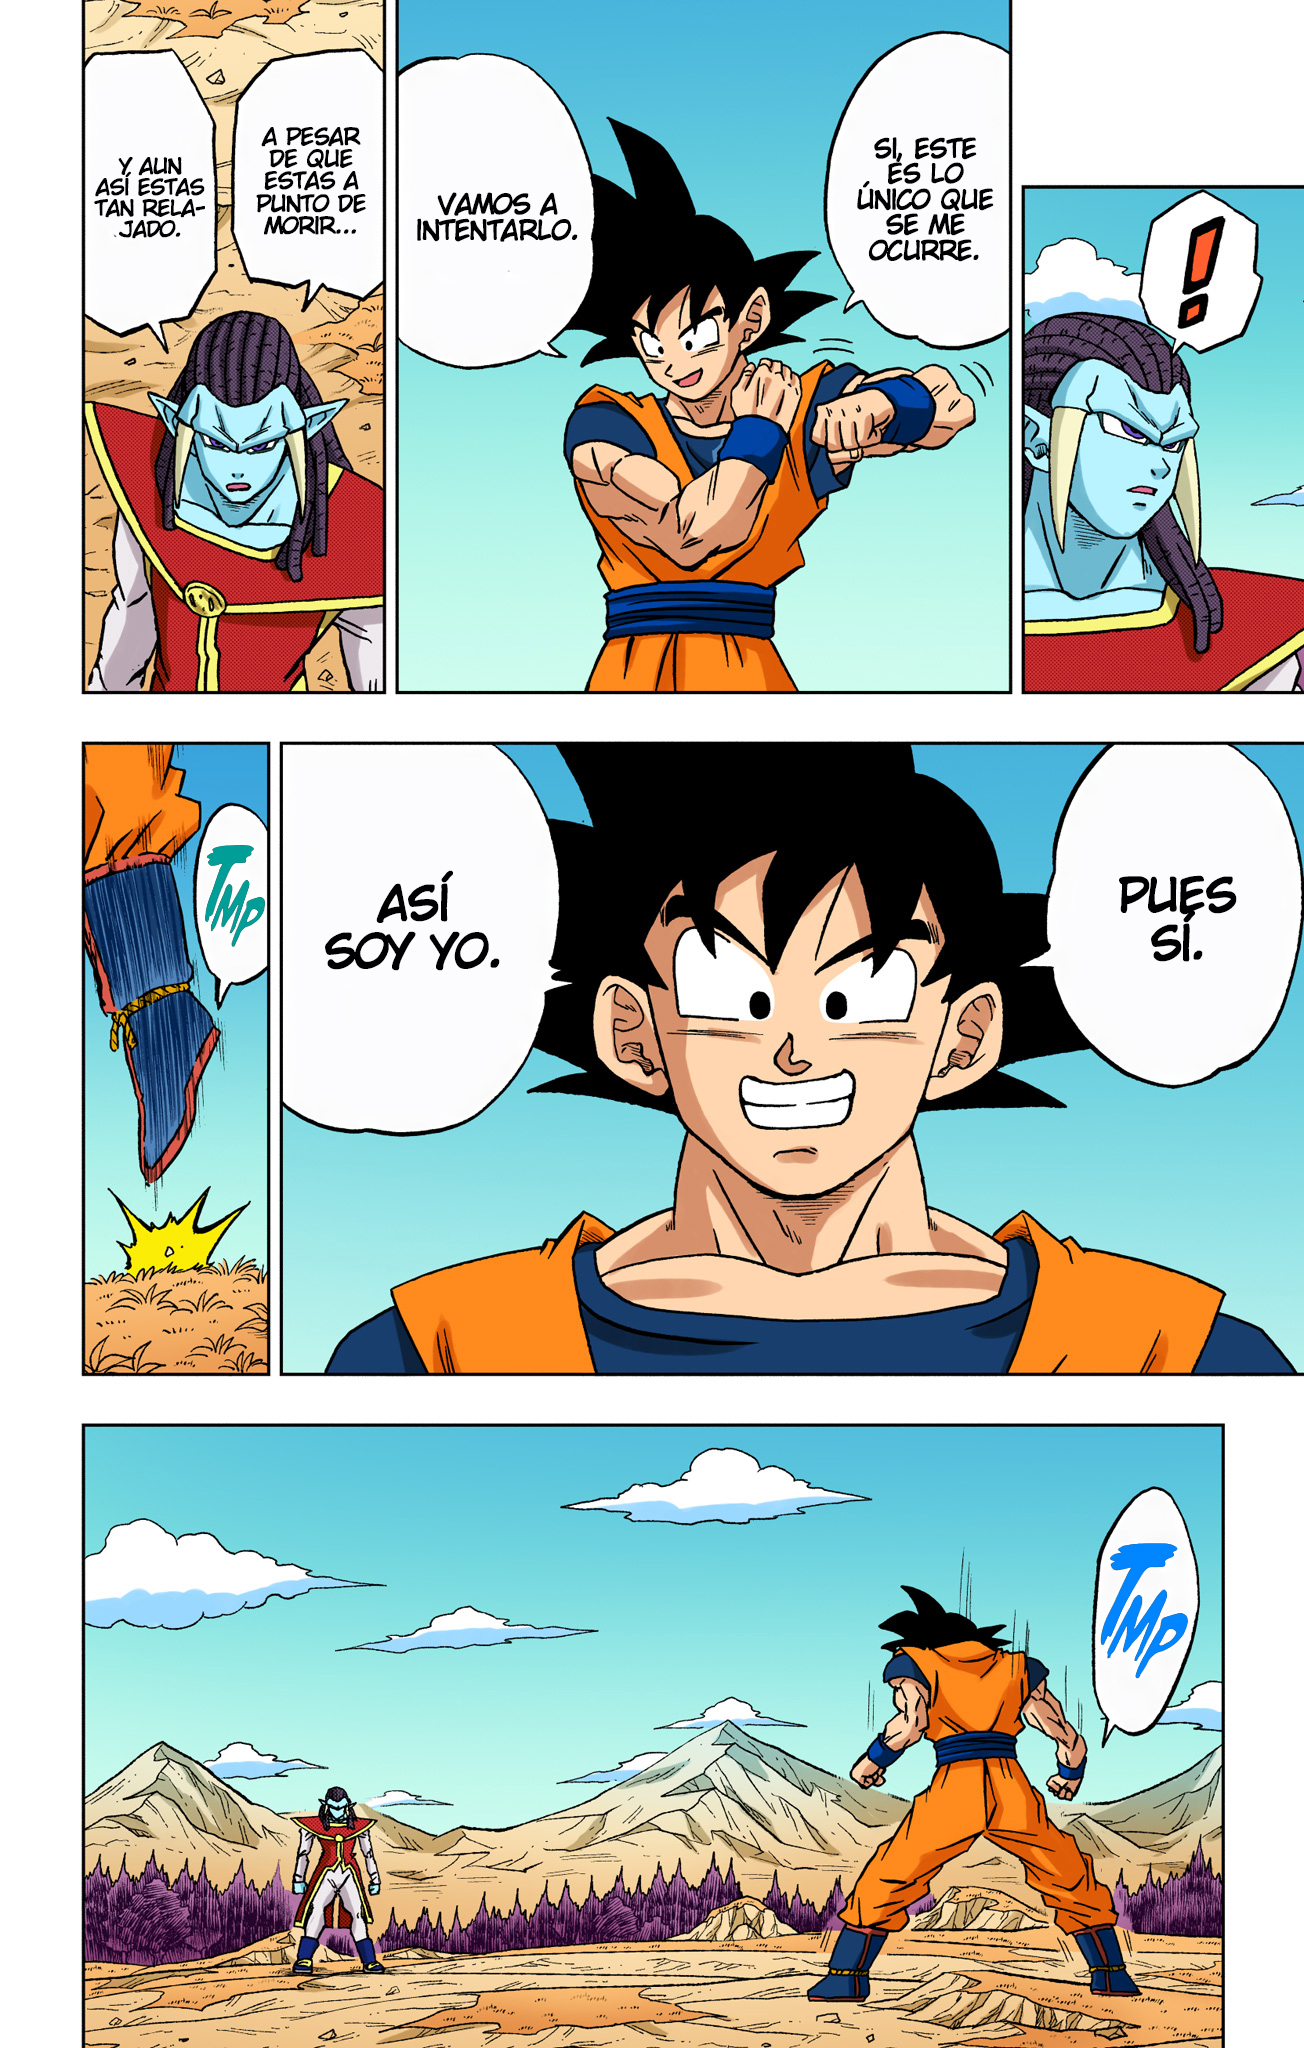 !
SI, ESTE
ES LO
ÚNICO QUE
SE ME
OCURRE.
VAMOS A
INTENTARLO.
A PESAR
DE QUE
ESTAS A
PUNTO DE
MORIR...
Y AUN
ASÍ ESTAS
TAN RELA-
JADO.
PUES
SÍ.
ASÍ
SOY YO.
TMP
TMP